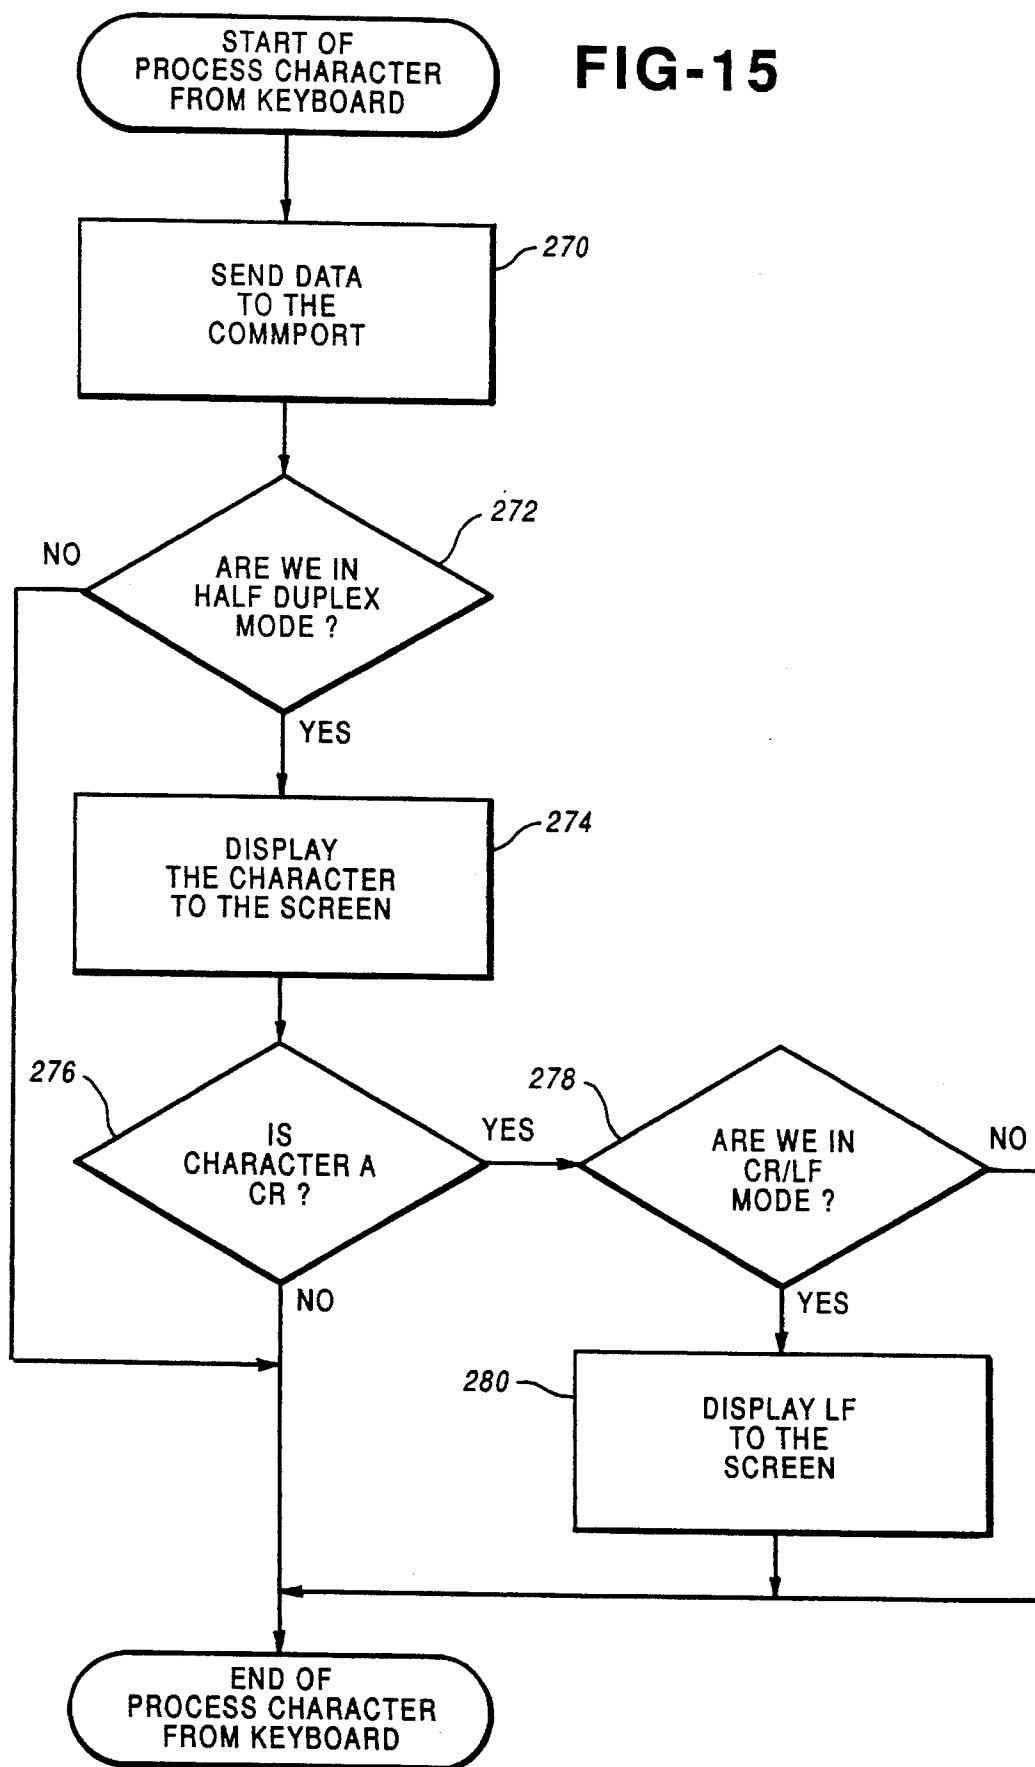 START OF
PROCESS CHARACTER
FROM KEYBOARD
FIG-15
270
SEND DATA
TO THE
COMMPORT
272
NO
ARE WE IN
HALF DUPLEX
MODE ?
YES
274
DISPLAY
THE CHARACTER
TO THE SCREEN
276
IS
CHARACTER A
CR ?
YES
NO
278
ARE WE IN
CR/LF
MODE ?
NO
YES
280
DISPLAY LF
TO THE
SCREEN
END OF
PROCESS CHARACTER
FROM KEYBOARD